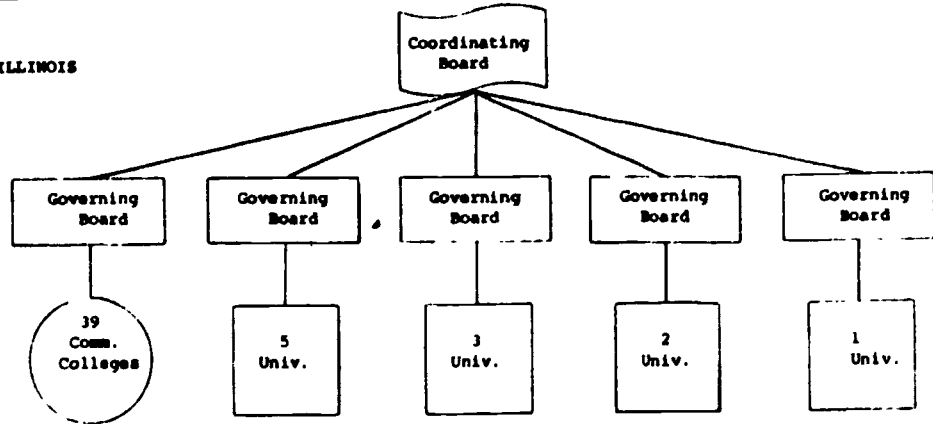 Coordinating
Board
ILLINOIS
Governing
Board
Governing
Board
Governing
Board
Governing
Board
Governing
Board
39
Comm.
Colleges
5
Univ.
3
Univ.
2
Univ.
1
Univ.